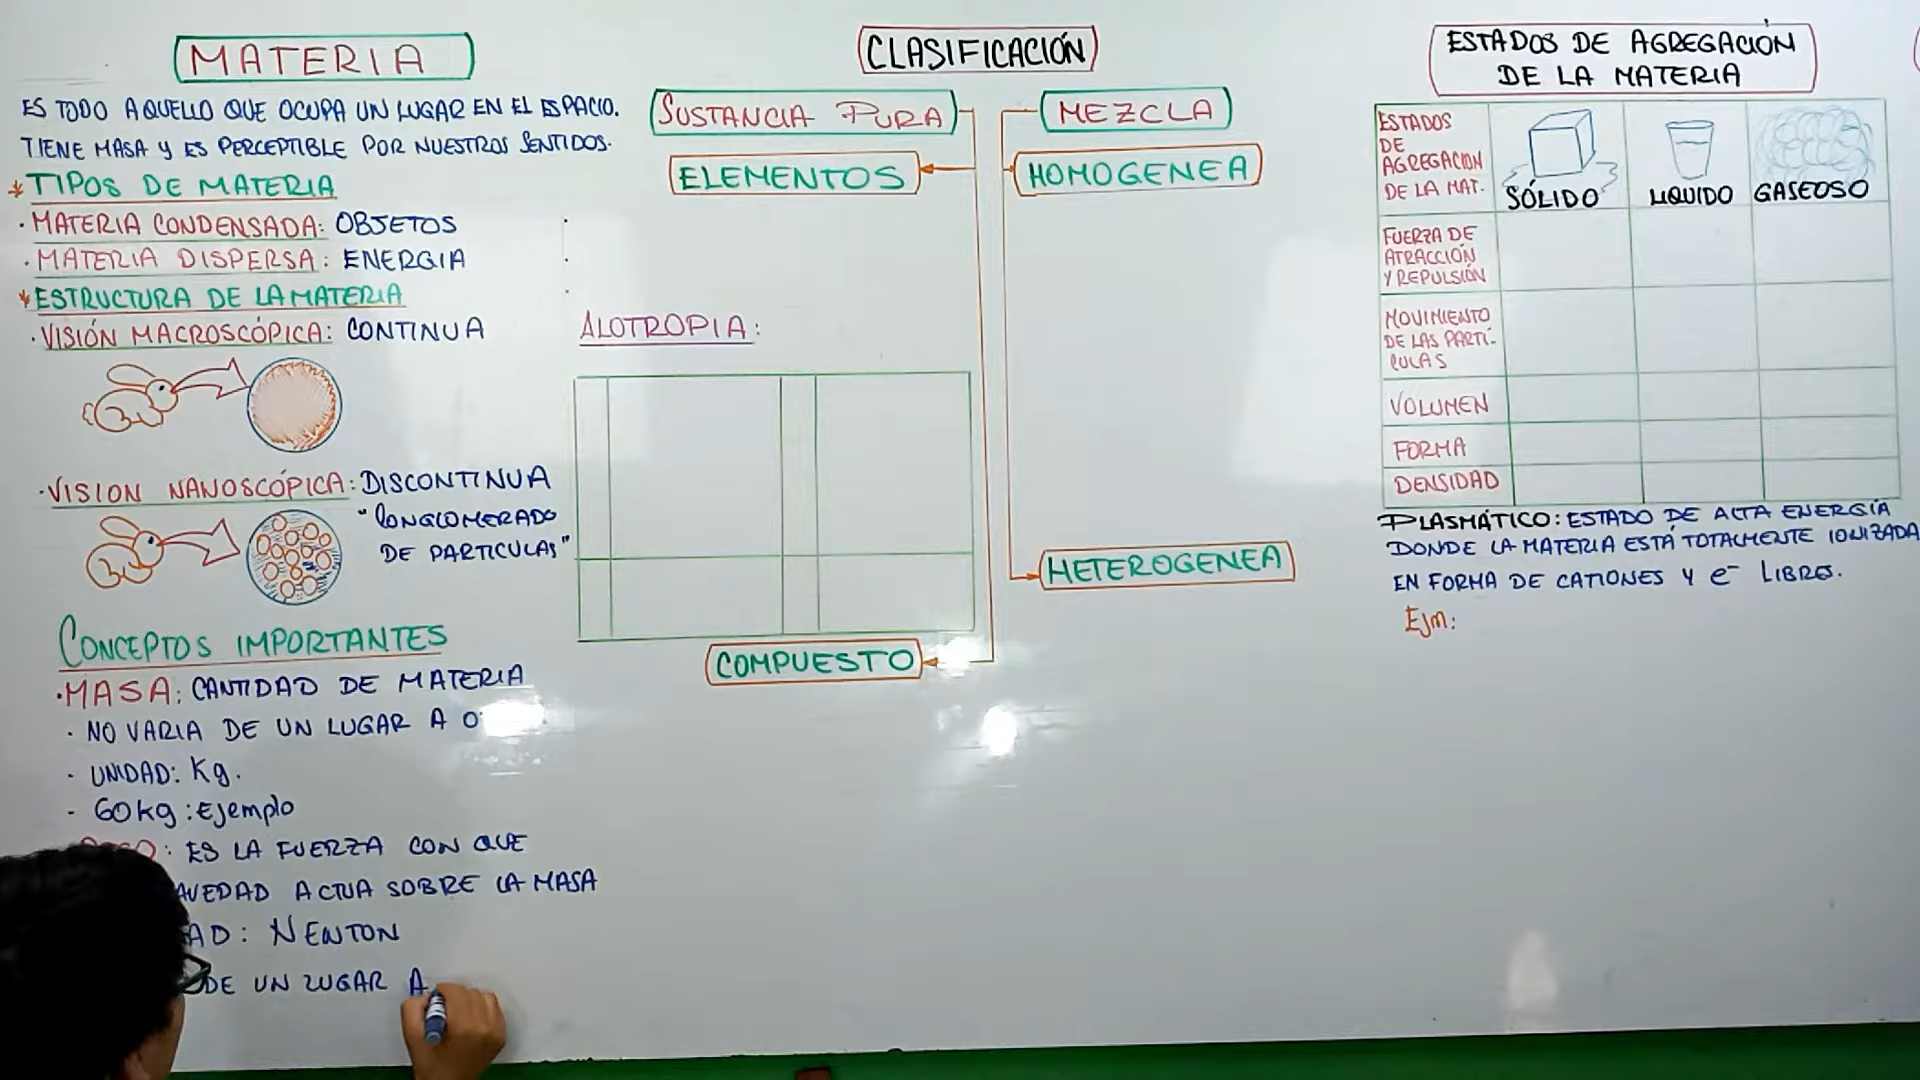 MATERIA
ES TODO AQUELLO QUE OCUPA UN LUGAR EN EL ESPACIO.
TIENE MASA Y ES PERCEPTIBLE POR NUESTROS SENTIDOS.
* TIPOS DE MATERIA
· MATERIA CONDENSADA: OBJETOS
· MATERIA DISPERSA: ENERGIA
* ESTRUCTURA DE LA MATERIA
· VISIÓN MACROSCÓPICA: CONTINUA
· VISION NANOSCÓPICA: DISCONTINUA
"CONGLOMERADO
DE PARTICULAS"
CONCEPTOS IMPORTANTES
· MASA: CANTIDAD DE MATERIA
· NO VARIA DE UN LUGAR A O
· UNIDAD: Kg.
- 60kg: Ejemplo
: ES LA FUERZA CON QUE
AVEDAD ACTUA SOBRE LA MASA
AD: NEWTON
DE UN LUGAR A
CLASIFICACIÓN
SUSTANCIA PURA
ELEMENTOS
ALOTROPIA:
COMPUESTO
MEZCLA
HOMOGENEA
HETEROGENEA
ESTADOS DE AGREGACIÓN
DE LA MATERIA
ESTADOS
DE
AGREGACION
DE LA MAT.
SÓLIDO LIQUIDO GASEOSO
FUERZA DE
ATRACCIÓN
Y REPULSIÓN
MOVIMIENTO
DE LAS PARTI-
CULAS
VOLUMEN
FORMA
DENSIDAD
PLASMÁTICO: ESTADO DE ALTA ENERGÍA
DONDE LA MATERIA ESTÁ TOTALMENTE IONIZADA
EN FORMA DE CATIONES Y e⁻ LIBRES.
Ejm: